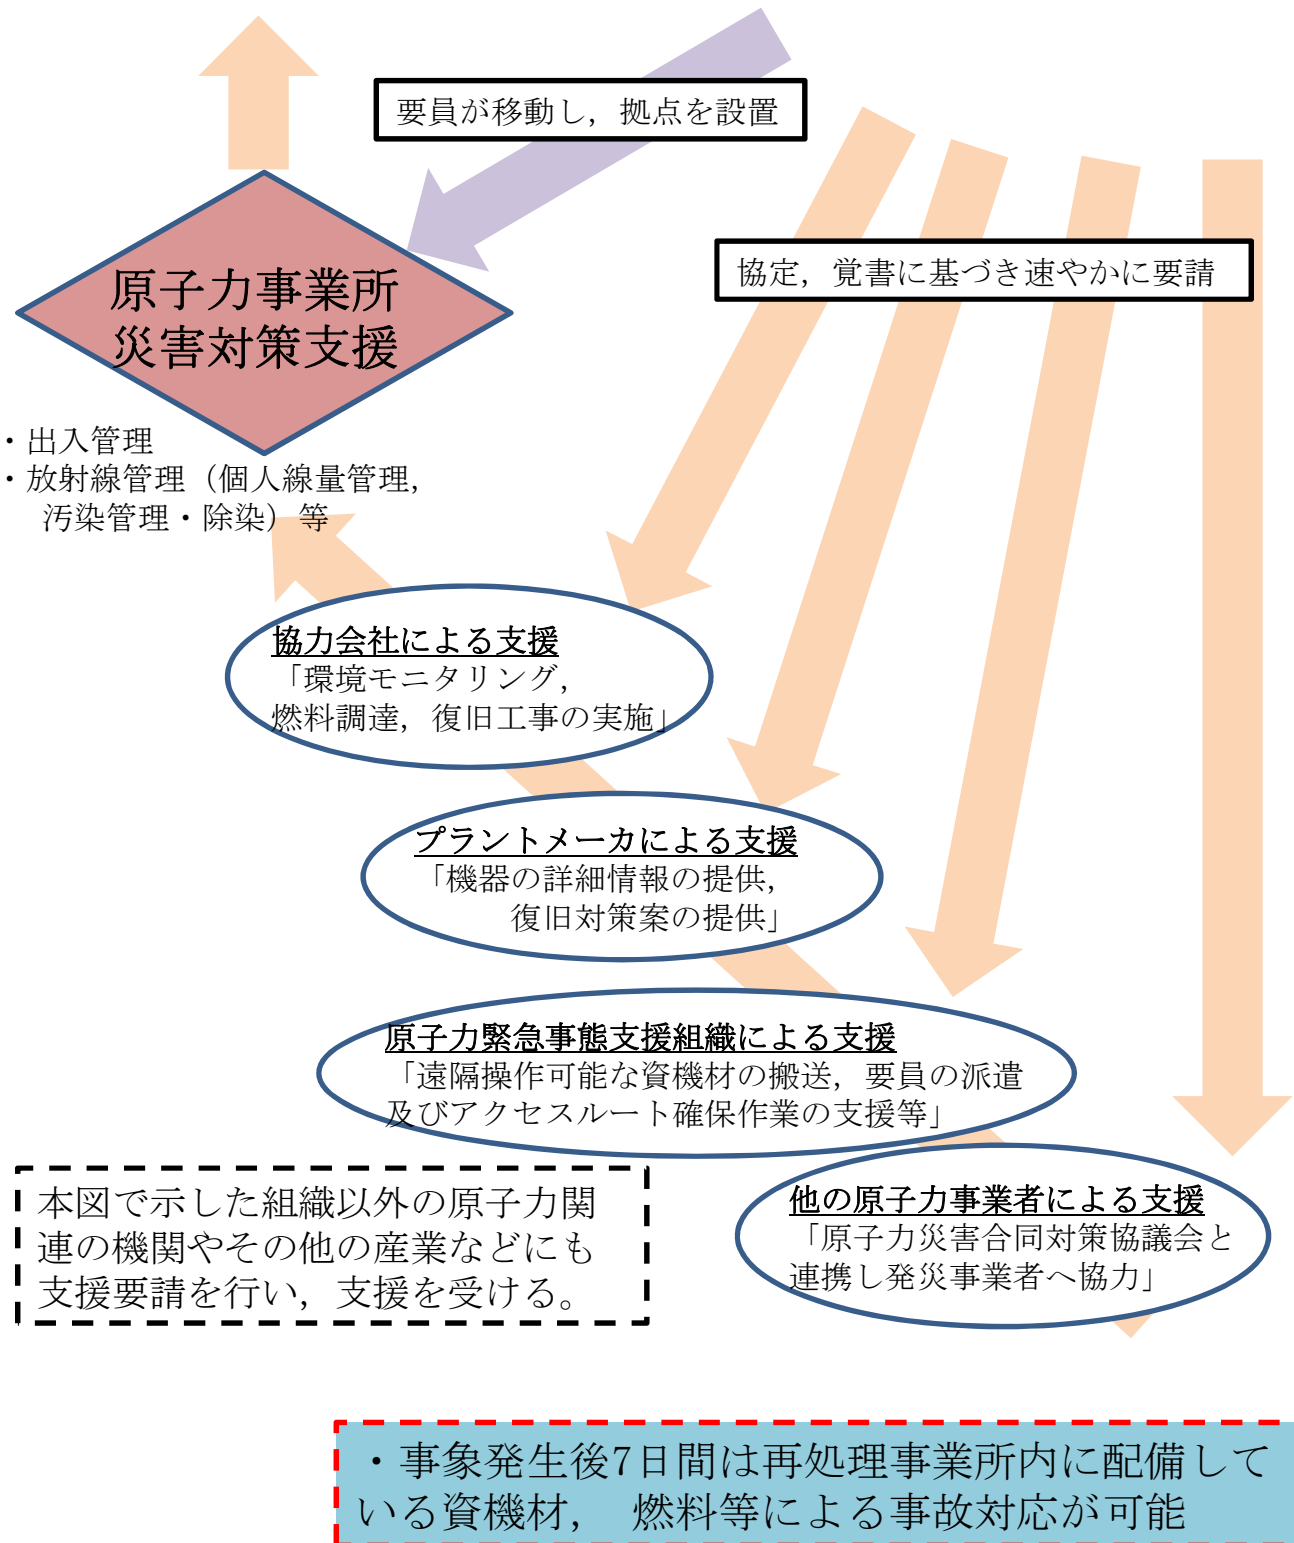 要員が移動し，拠点を設置
協定，覚書に基づき速やかに要請
原子力事業所
災害対策支援
・出入管理
・放射線管理（個人線量管理，
汚染管理・除染）等
協力会社による支援
「環境モニタリング，
燃料調達，復旧工事の実施」
プラントメーカによる支援
「機器の詳細情報の提供，
復旧対策案の提供」
原子力緊急事態支援組織による支援
「遠隔操作可能な資機材の搬送，要員の派遣
及びアクセスルート確保作業の支援等」
他の原子力事業者による支援
「原子力災害合同対策協議会と
連携し発災事業者へ協力」
本図で示した組織以外の原子力関
連の機関やその他の産業などにも
支援要請を行い，支援を受ける。
・事象発生後7日間は再処理事業所内に配備して
いる資機材，　燃料等による事故対応が可能